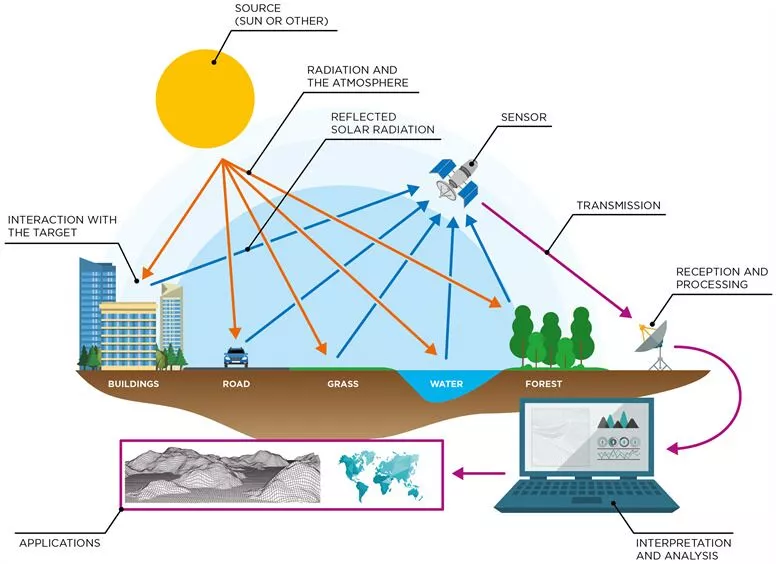 SOURCE
(SUN OR OTHER)
RADIATION AND
THE ATMOSPHERE
REFLECTED
SOLAR RADIATION
SENSOR
INTERACTION WITH
THE TARGET
TRANSMISSION
RECEPTION AND
PROCESSING
BUILDINGS
ROAD
GRASS
WATER
FOREST
APPLICATIONS
INTERPRETATION
AND ANALYSIS